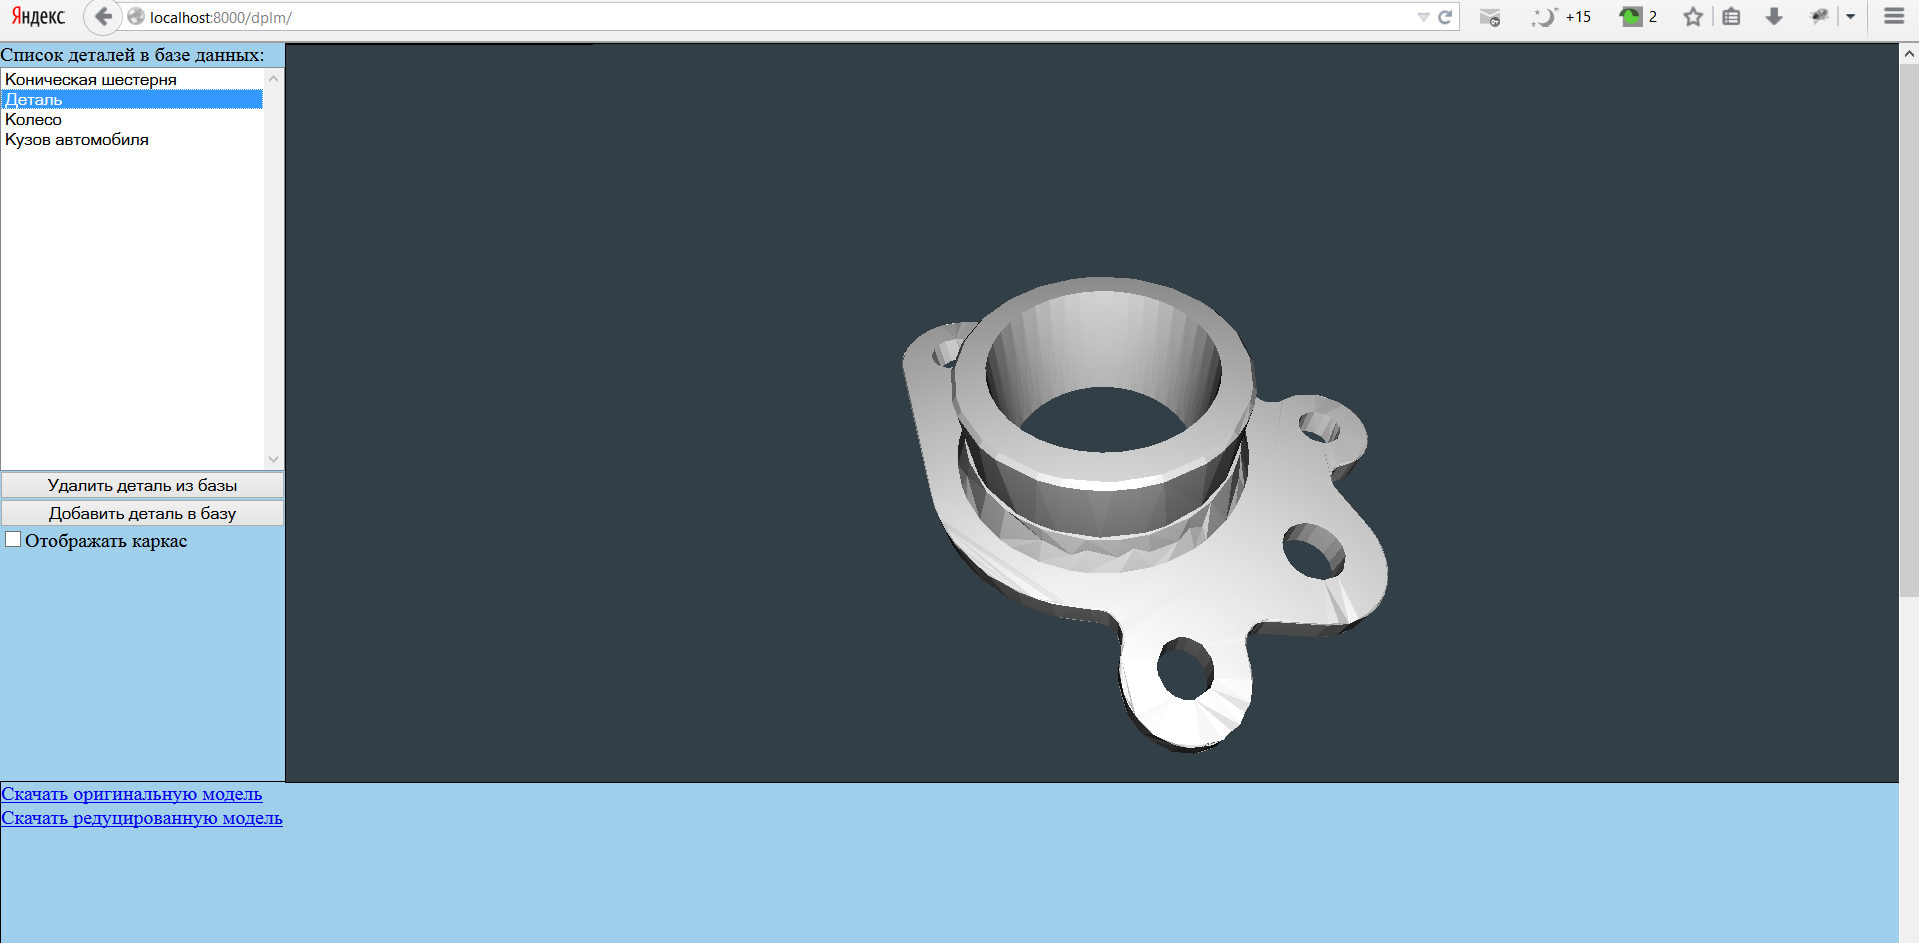 Яндекс
localhost:8000/dplm/
+15
2
Список деталей в базе данных:
Коническая шестерня
Деталь
Колесо
Кузов автомобиля
Удалить деталь из базы
Добавить деталь в базу
Отображать каркас
Скачать оригинальную модель
Скачать редуцированную модель